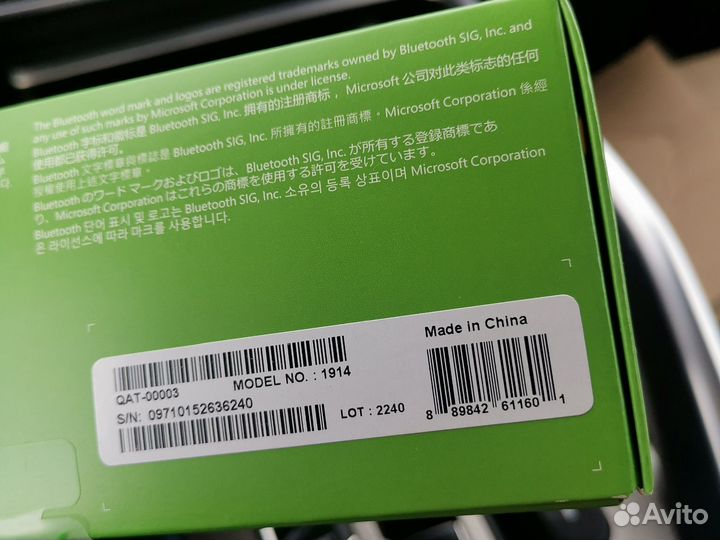 The Bluetooth word mark and logos are registered trademarks owned by Bluetooth SIG, Inc. and
any use of such marks by Microsoft Corporation is under license.
Bluetooth 字标和徽标是 Bluetooth SIG, Inc. 拥有的注册商标，Microsoft 公司对此类标志的任何
使用都已获得许可。
Bluetooth 文字標章與標誌是 Bluetooth SIG, Inc. 所擁有的註冊商標。Microsoft Corporation 係經
授權使用上述文字標章。
Bluetooth のワード マークおよびロゴは、Bluetooth SIG, Inc. が所有する登録商標であ
り、Microsoft Corporation はこれらの商標を使用する許可を受けています。
Bluetooth 단어 표시 및 로고는 Bluetooth SIG, Inc. 소유의 등록 상표이며 Microsoft Corporation
은 라이선스에 따라 마크를 사용합니다.
Made in China
QAT-00003 MODEL NO. : 1914
S/N: 09710152636240
LOT : 2240
8 89842 61160 1
Avito